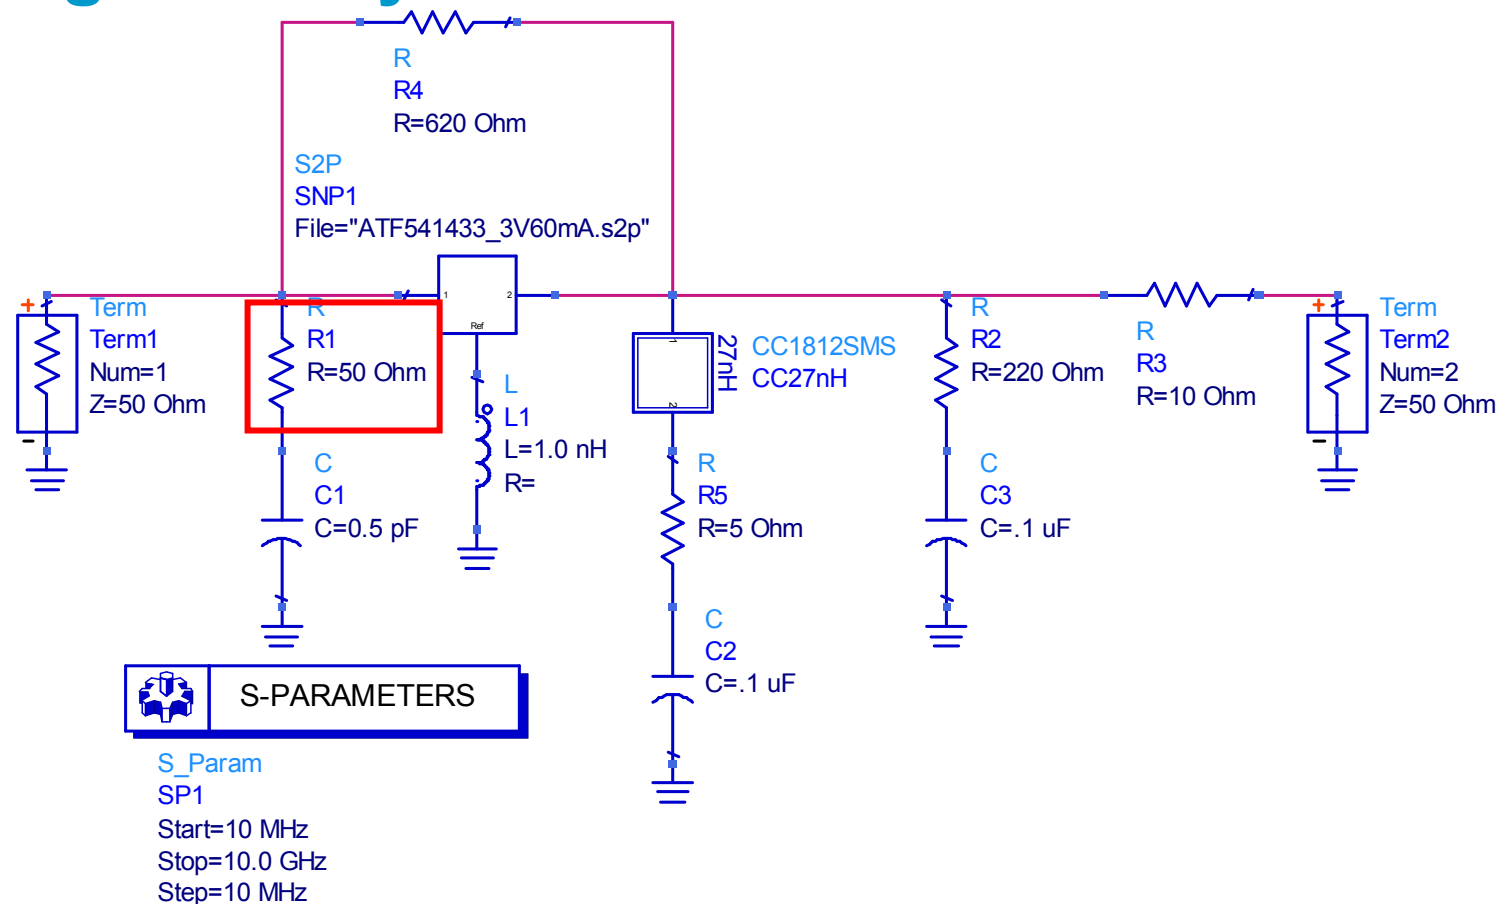 R
R4
R=620 Ohm
S2P
SNP1
File="ATF541433_3V60mA.s2p"
1
2
Ref
+
Term
Term1
Num=1
Z=50 Ohm
-
R
R1
R=50 Ohm
C
C1
C=0.5 pF
L
L1
L=1.0 nH
R=
1
2
27nH
CC1812SMS
CC27nH
R
R5
R=5 Ohm
C
C2
C=.1 uF
R
R2
R=220 Ohm
C
C3
C=.1 uF
R
R3
R=10 Ohm
+
Term
Term2
Num=2
Z=50 Ohm
-
S-PARAMETERS
S_Param
SP1
Start=10 MHz
Stop=10.0 GHz
Step=10 MHz